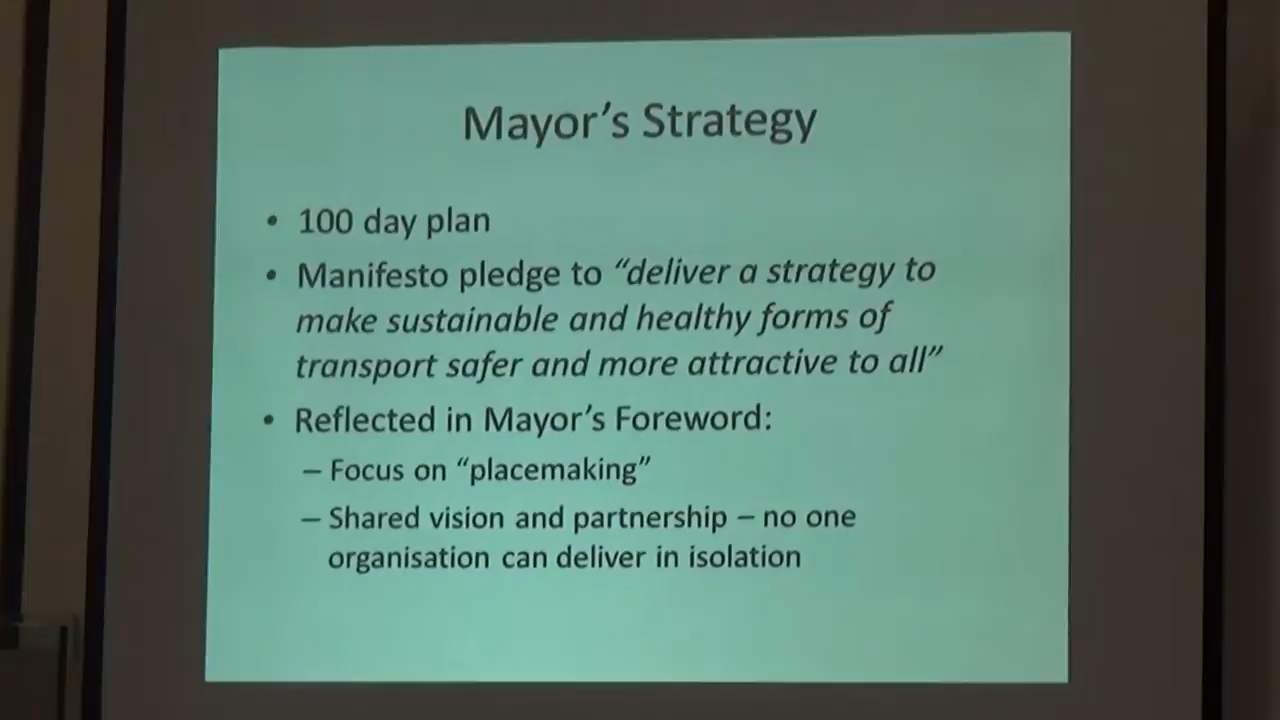 Mayor’s Strategy
• 100 day plan
• Manifesto pledge to “deliver a strategy to
make sustainable and healthy forms of
transport safer and more attractive to all”
• Reflected in Mayor’s Foreword:
– Focus on “placemaking”
– Shared vision and partnership – no one
organisation can deliver in isolation